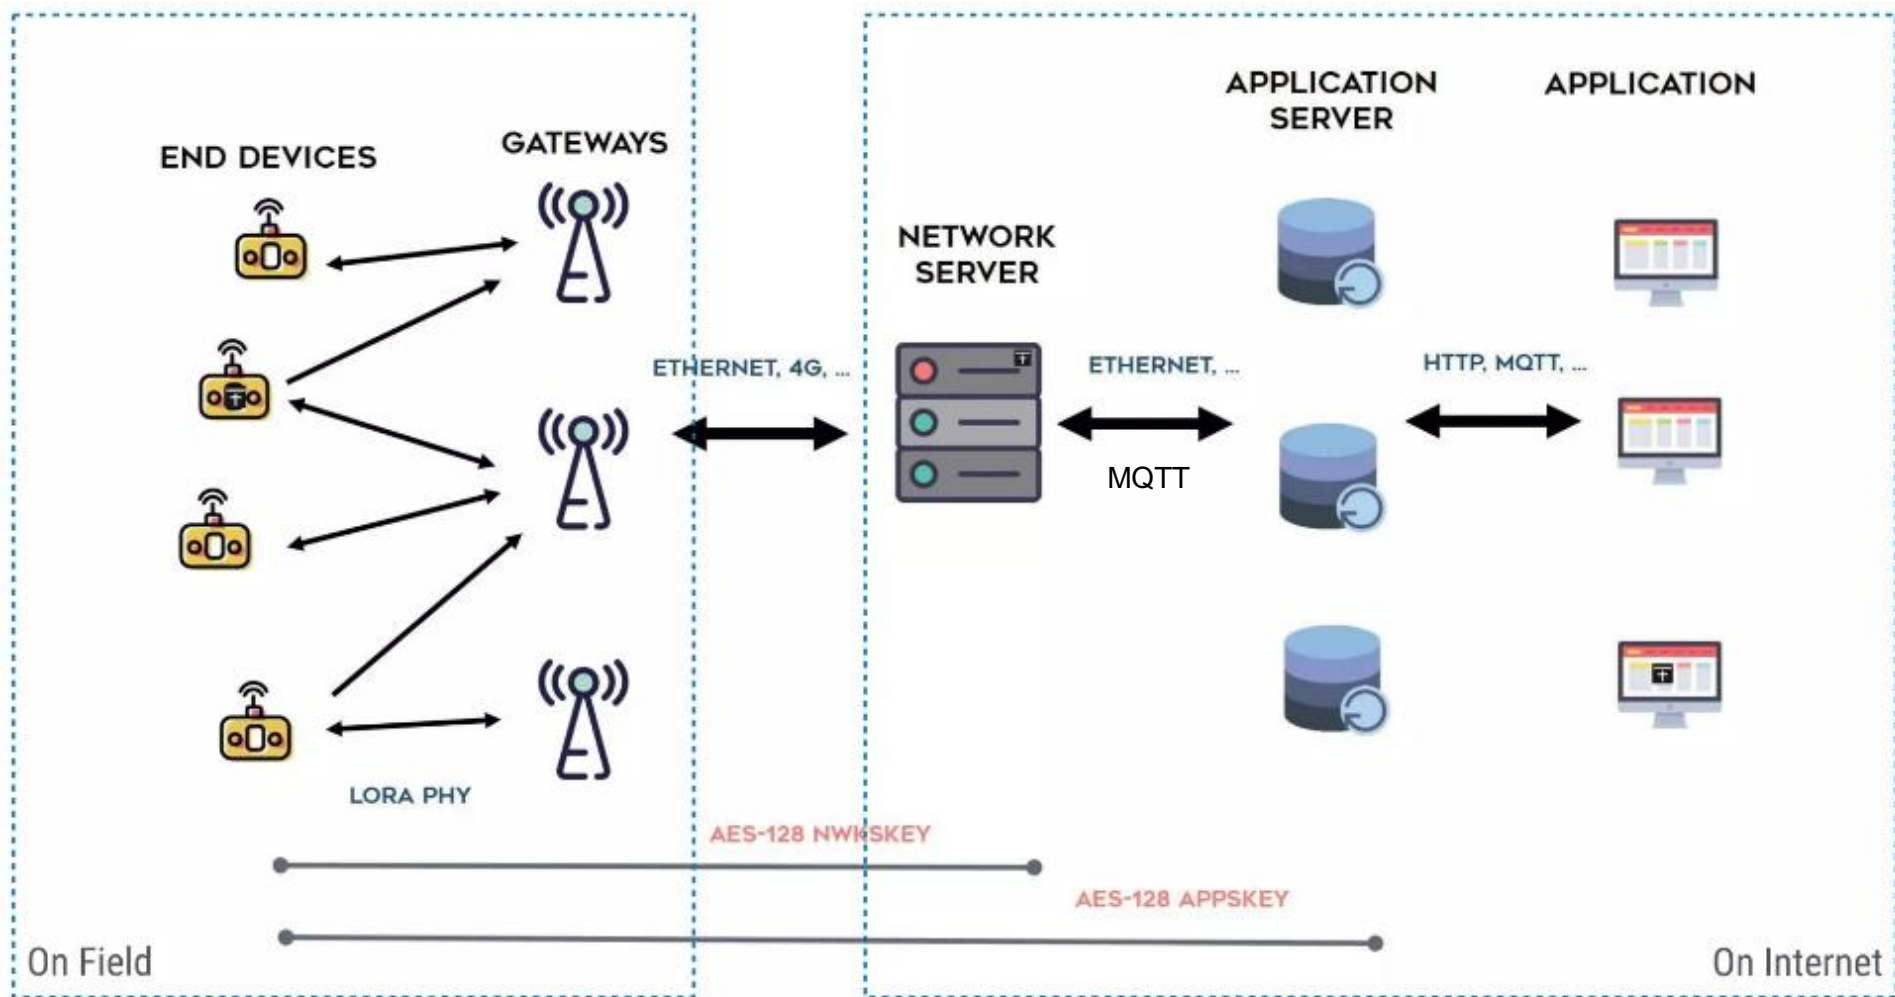 END DEVICES
GATEWAYS
NETWORK
SERVER
APPLICATION
SERVER
APPLICATION
ETHERNET, 4G, ...
ETHERNET, ...
MQTT
HTTP, MQTT, ...
LORA PHY
AES-128 NWKSKEY
AES-128 APPSKEY
On Field
On Internet